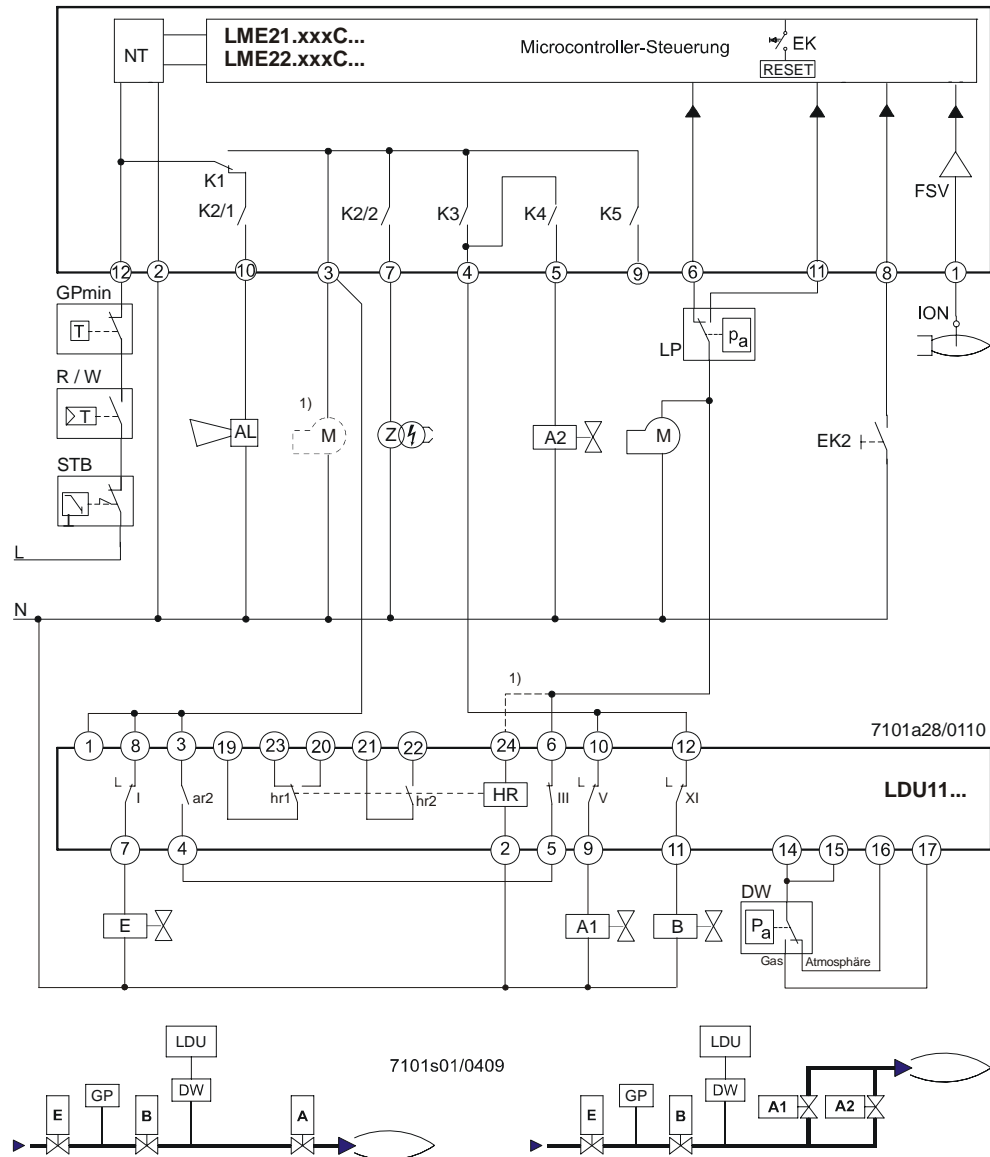 LME21.xxxC...
LME22.xxxC...
NT
Microcontroller-Steuerung
EK
RESET
FSV
K1
K2/1
K2/2
K3
K4
K5
12
2
10
3
7
4
5
9
6
11
8
1
GPmin
T
R / W
T
STB
L
N
AL
1)
M
Z
A2
LP
pa
M
EK2
ION
1)
7101a28/0110
1
8
3
19
23
20
21
22
24
6
10
12
L
I
ar2
hr1
hr2
HR
III
L
V
L
XI
LDU11...
7
4
2
5
9
11
14
15
16
17
E
A1
B
DW
Pa
Gas
Atmosphäre
LDU
7101s01/0409
LDU
E
GP
B
DW
A
E
GP
B
DW
A1
A2